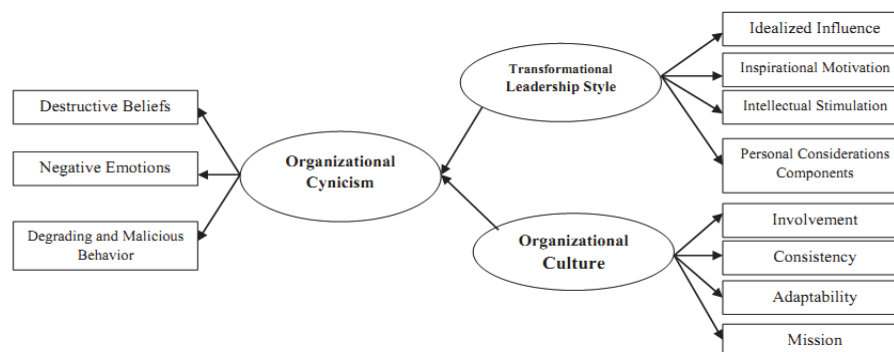 Destructive Beliefs
Negative Emotions
Degrading and Malicious
Behavior
Organizational
Cynicism
Transformational
Leadership Style
Organizational
Culture
Idealized Influence
Inspirational Motivation
Intellectual Stimulation
Personal Considerations
Components
Involvement
Consistency
Adaptability
Mission